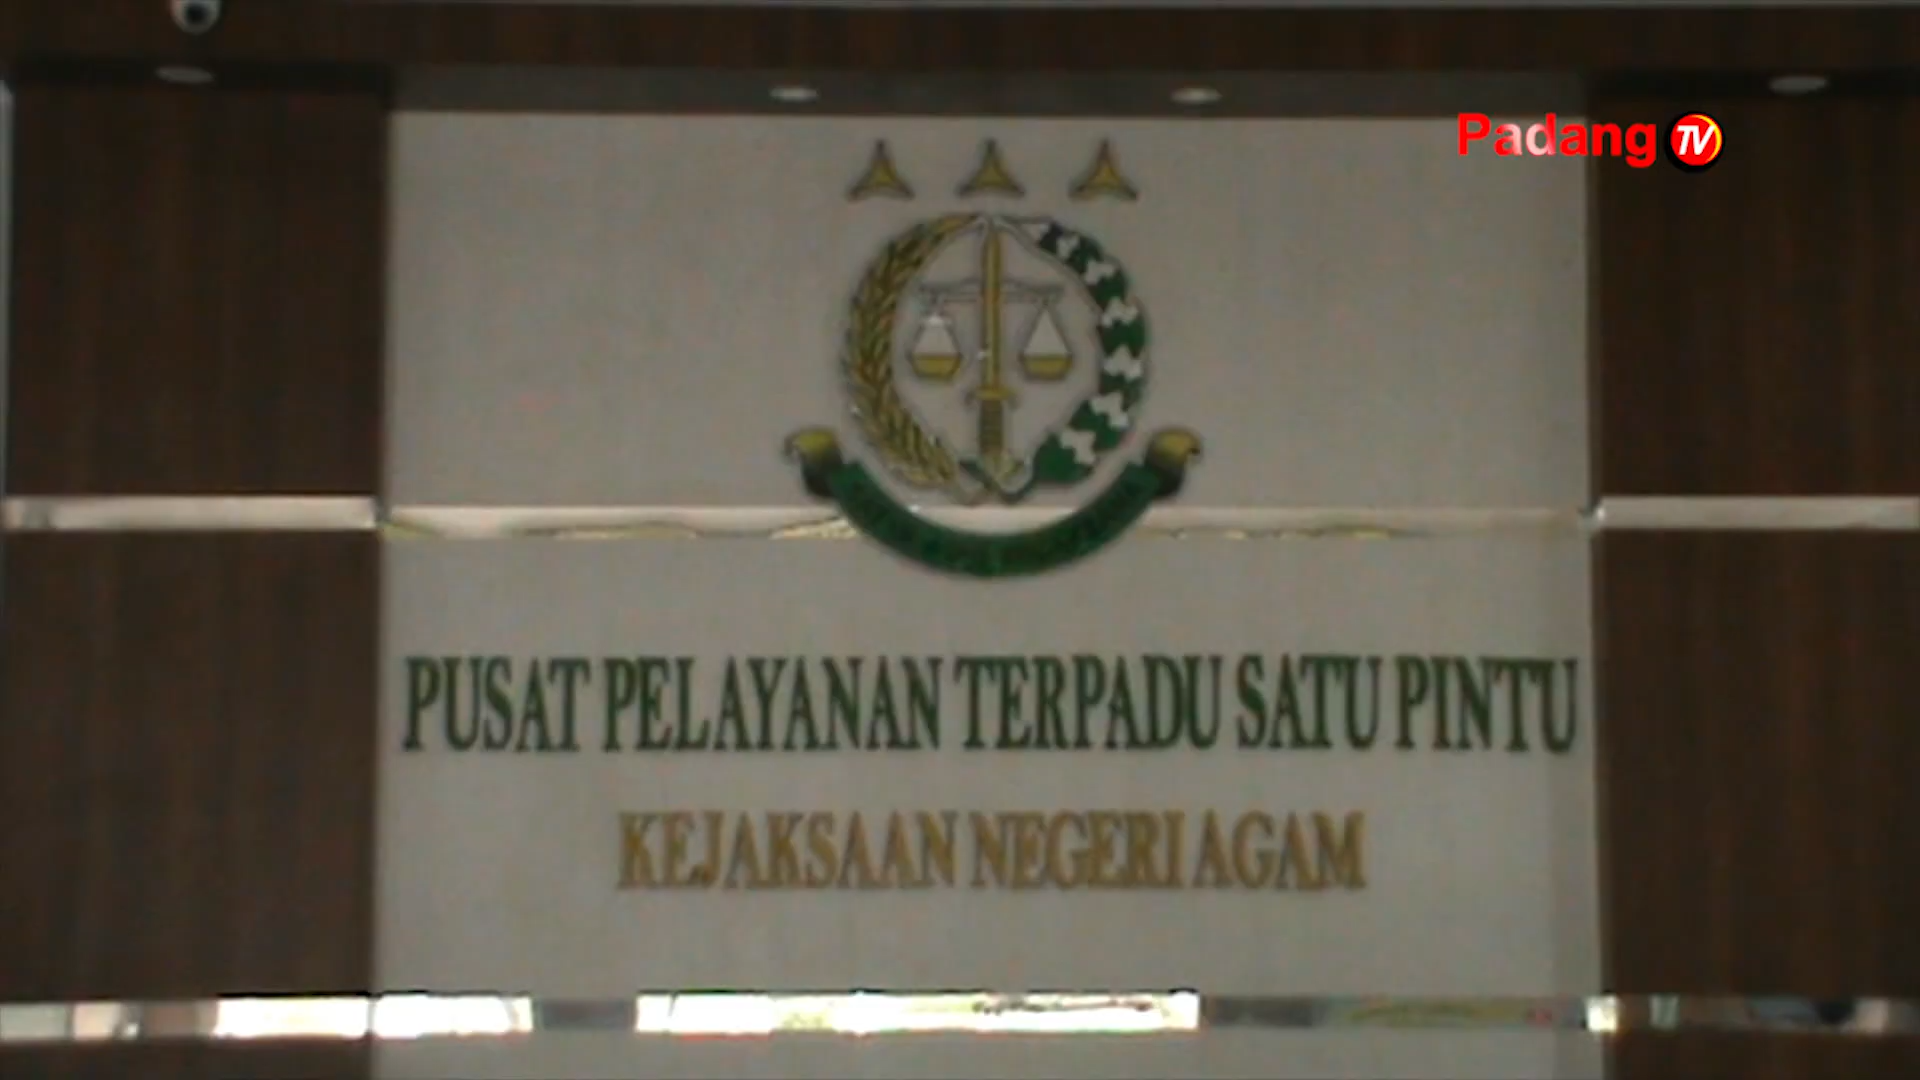 Padang TV
PUSAT PELAYANAN TERPADU SATU PINTU
KEJAKSAAN NEGERI AGAM